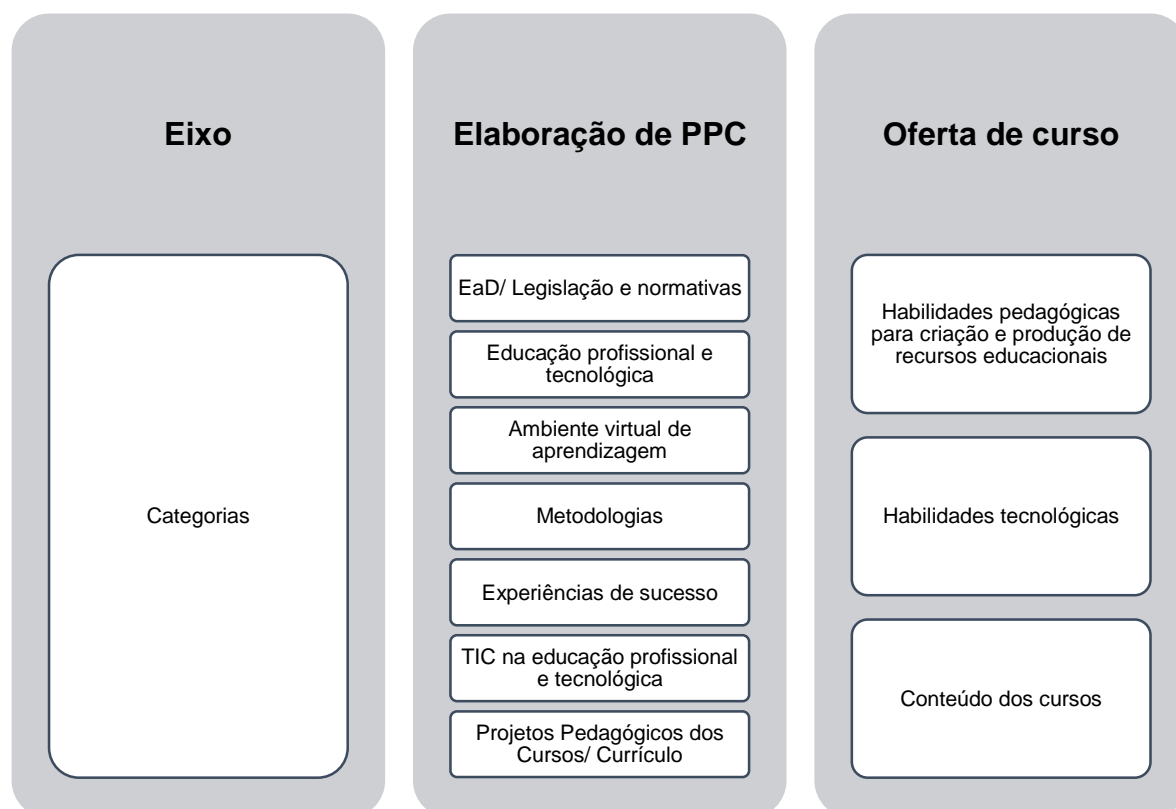 Eixo
Categorias
Elaboração de PPC
EaD/ Legislação e normativas
Educação profissional e
tecnológica
Ambiente virtual de
aprendizagem
Metodologias
Experiências de sucesso
TIC na educação profissional
e tecnológica
Projetos Pedagógicos dos
Cursos/ Currículo
Oferta de curso
Habilidades pedagógicas
para criação e produção de
recursos educacionais
Habilidades tecnológicas
Conteúdo dos cursos